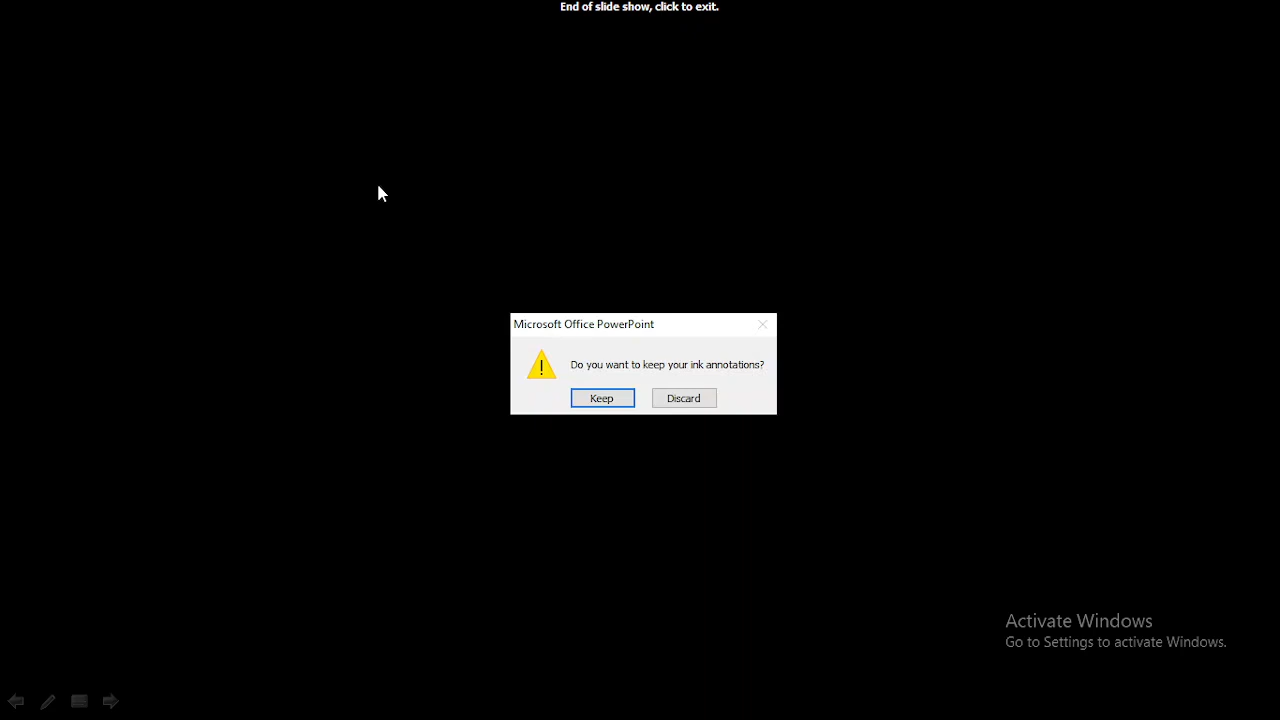 End of slide show, click to exit.
Microsoft Office PowerPoint
Do you want to keep your ink annotations?
Keep
Discard
Activate Windows
Go to Settings to activate Windows.